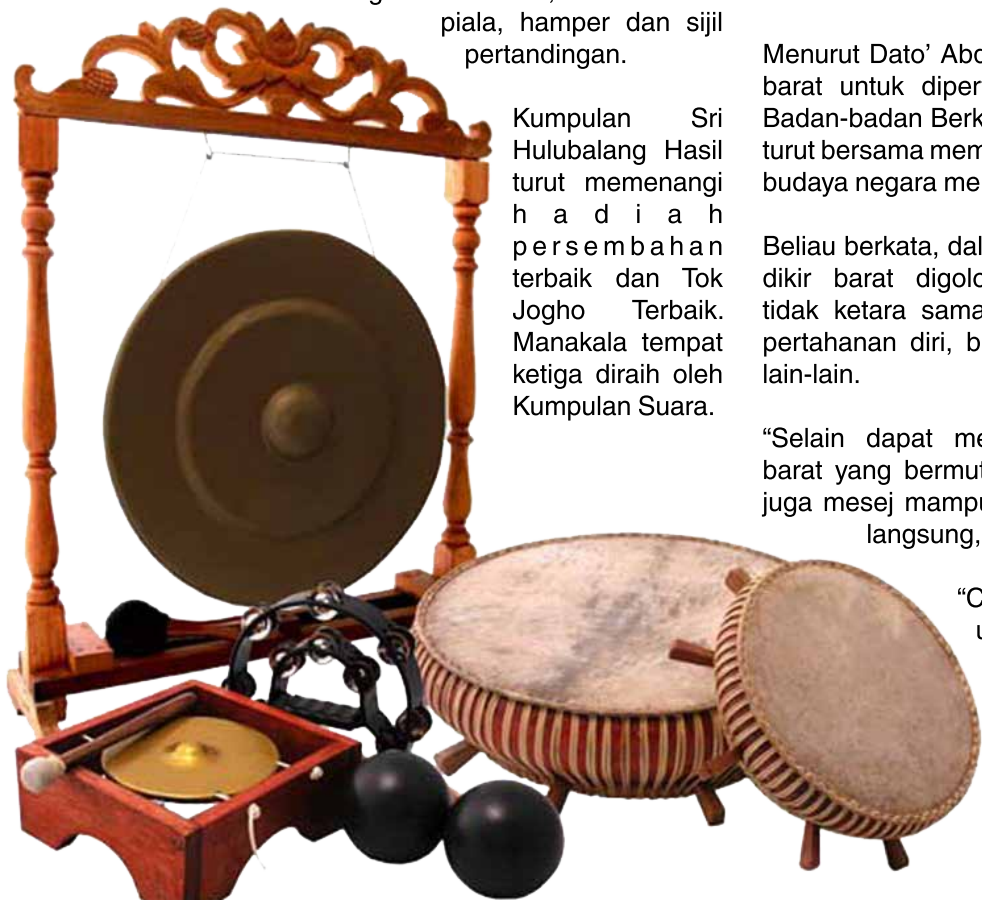 piala, hamper dan sijil
pertandingan.
Kumpulan Sri
Hulubalang Hasil
turut memenangi
hadiah
persembahan
terbaik dan Tok
Jogho Terbaik.
Manakala tempat
ketiga diraih oleh
Kumpulan Suara.
Menurut Dato’
barat untuk
Badan-badan
turut bersama
budaya negara
Beliau berkata,
dikir barat
tidak ketara
pertahanan diri,
lain-lain.
“Selain dapat
barat yang
juga mesej
langsung,